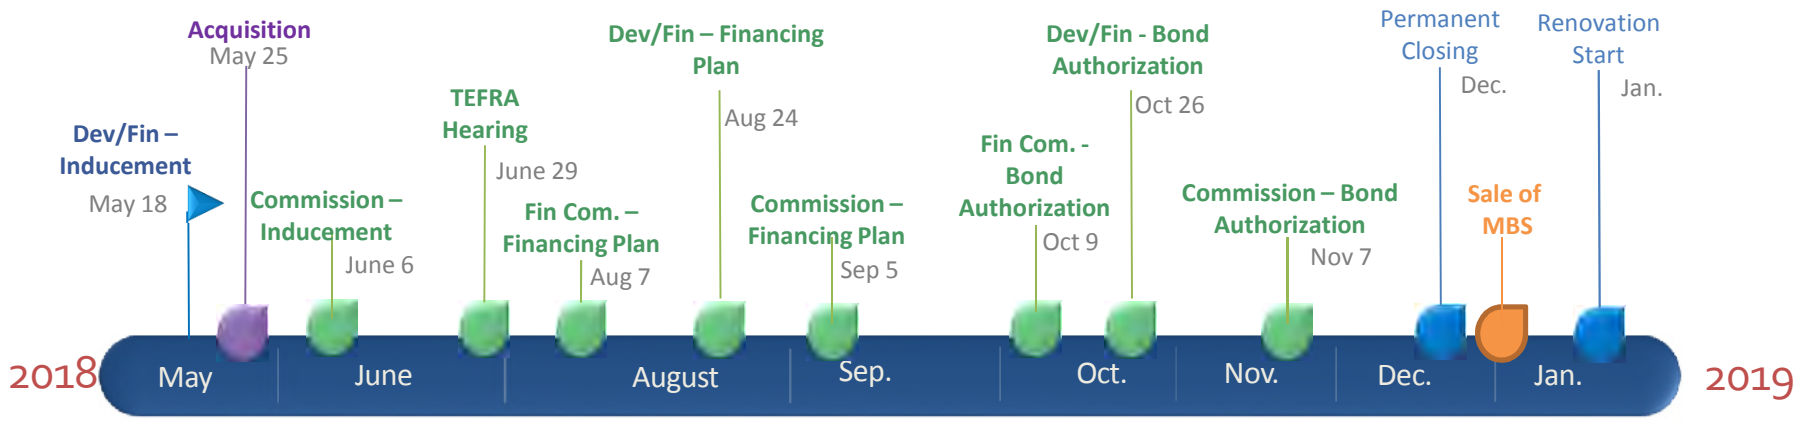 Acquisition
May 25
Dev/Fin – Financing
Plan
Aug 24
Dev/Fin - Bond
Authorization
Oct 26
Permanent
Closing
Dec.
Renovation
Start
Jan.
Dev/Fin –
Inducement
May 18
TEFRA
Hearing
June 29
Commission –
Inducement
June 6
Fin Com. –
Financing Plan
Aug 7
Commission –
Financing Plan
Sep 5
Fin Com. -
Bond
Authorization
Oct 9
Commission – Bond
Authorization
Nov 7
Sale of
MBS
2018
May
June
August
Sep.
Oct.
Nov.
Dec.
Jan.
2019